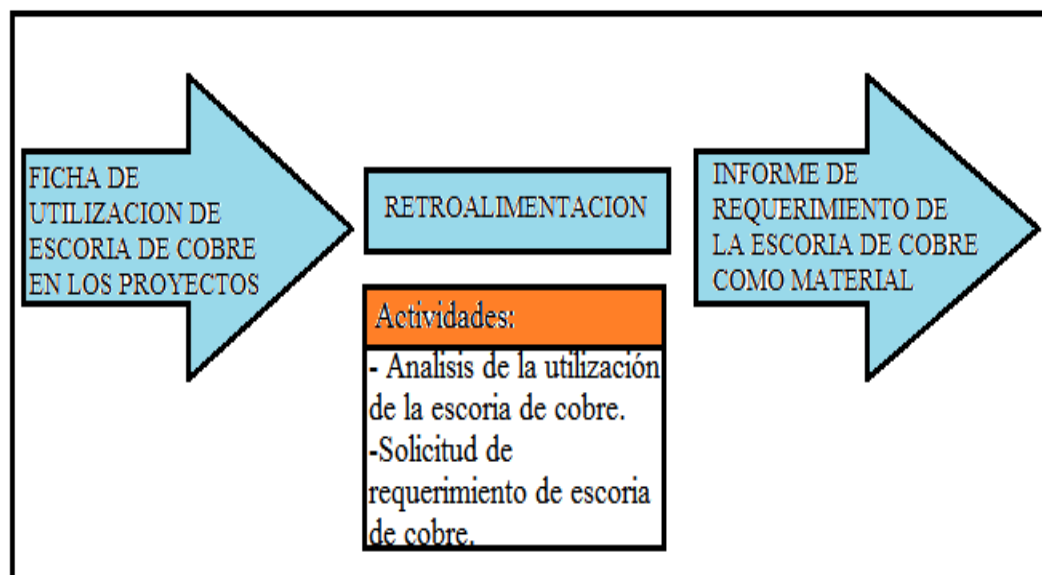 FICHA DE
UTILIZACION DE
ESCORIA DE COBRE
EN LOS PROYECTOS
RETROALIMENTACION
Actividades:
- Analisis de la utilización
de la escoria de cobre.
-Solicitud de
requerimiento de escoria
de cobre.
INFORME DE
REQUERIMIENTO DE
LA ESCORIA DE COBRE
COMO MATERIAL